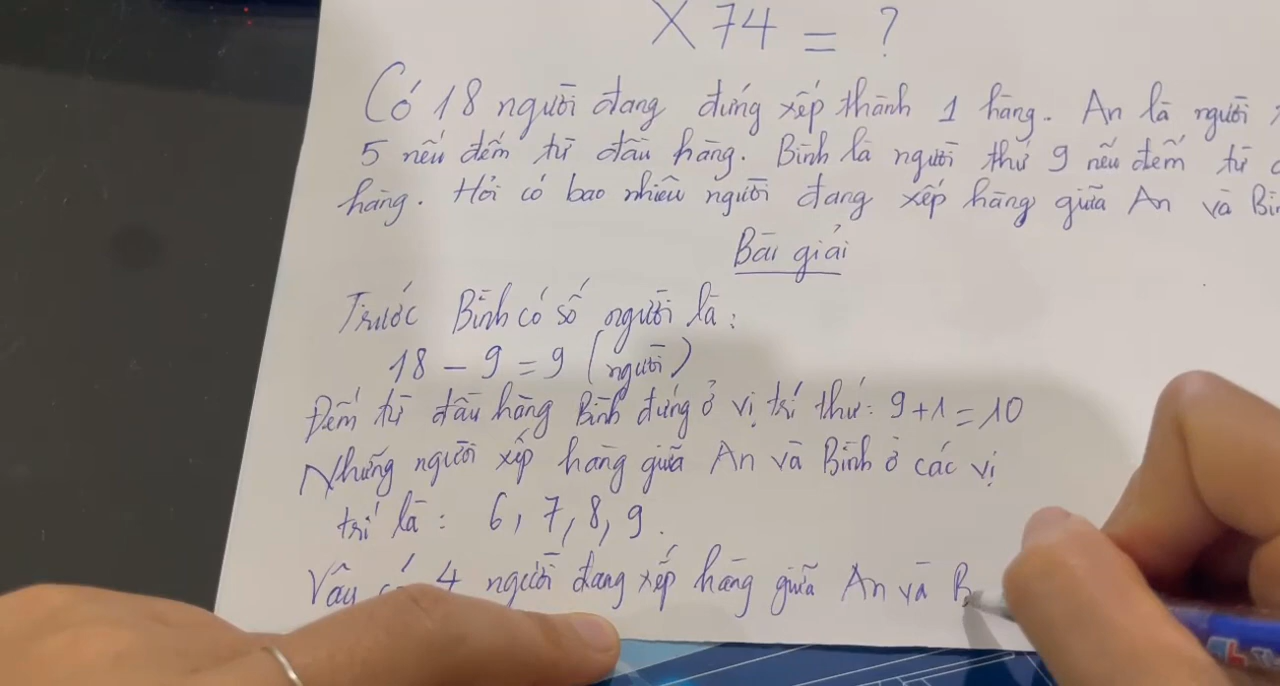 X 74 = ?
Có 18 người đang đứng xếp thành 1 hàng. An là người
5 nếu đếm từ đầu hàng. Bình là người thứ 9 nếu đếm từ
hàng. Hỏi có bao nhiêu người đang xếp hàng giữa An và
Bài giải
Trước Bình có số người là:
18 - 9 = 9 (người)
Đếm từ đầu hàng Bình đứng ở vị trí thứ: 9+1=10
Những người xếp hàng giữa An và Bình ở các vị
trí là: 6, 7, 8, 9.
Vậy có 4 người đang xếp hàng giữa An và B